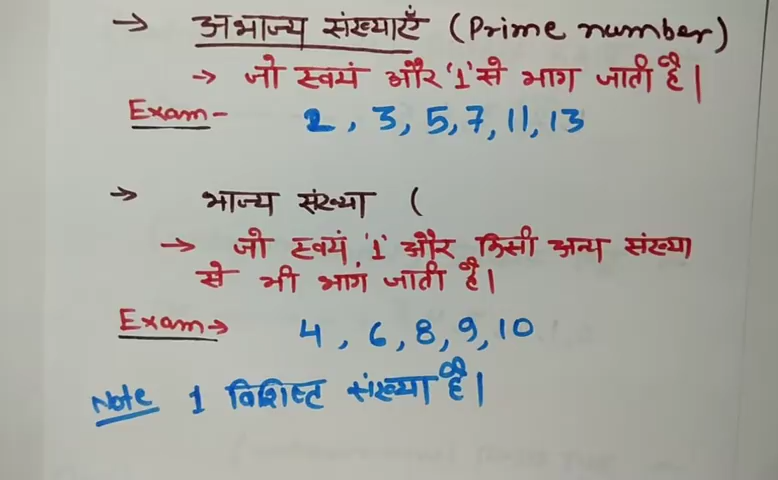 → अभाज्य संख्याएँ (Prime number)
→ जो स्वयं और '1' से भाग जाती है।
Exam- 2, 3, 5, 7, 11, 13
→ भाज्य संख्या (
→ जो स्वयं '1' और किसी अन्य संख्या
से भी भाग जाती है।
Exam→ 4, 6, 8, 9, 10
Note 1 विशिष्ट संख्या है।